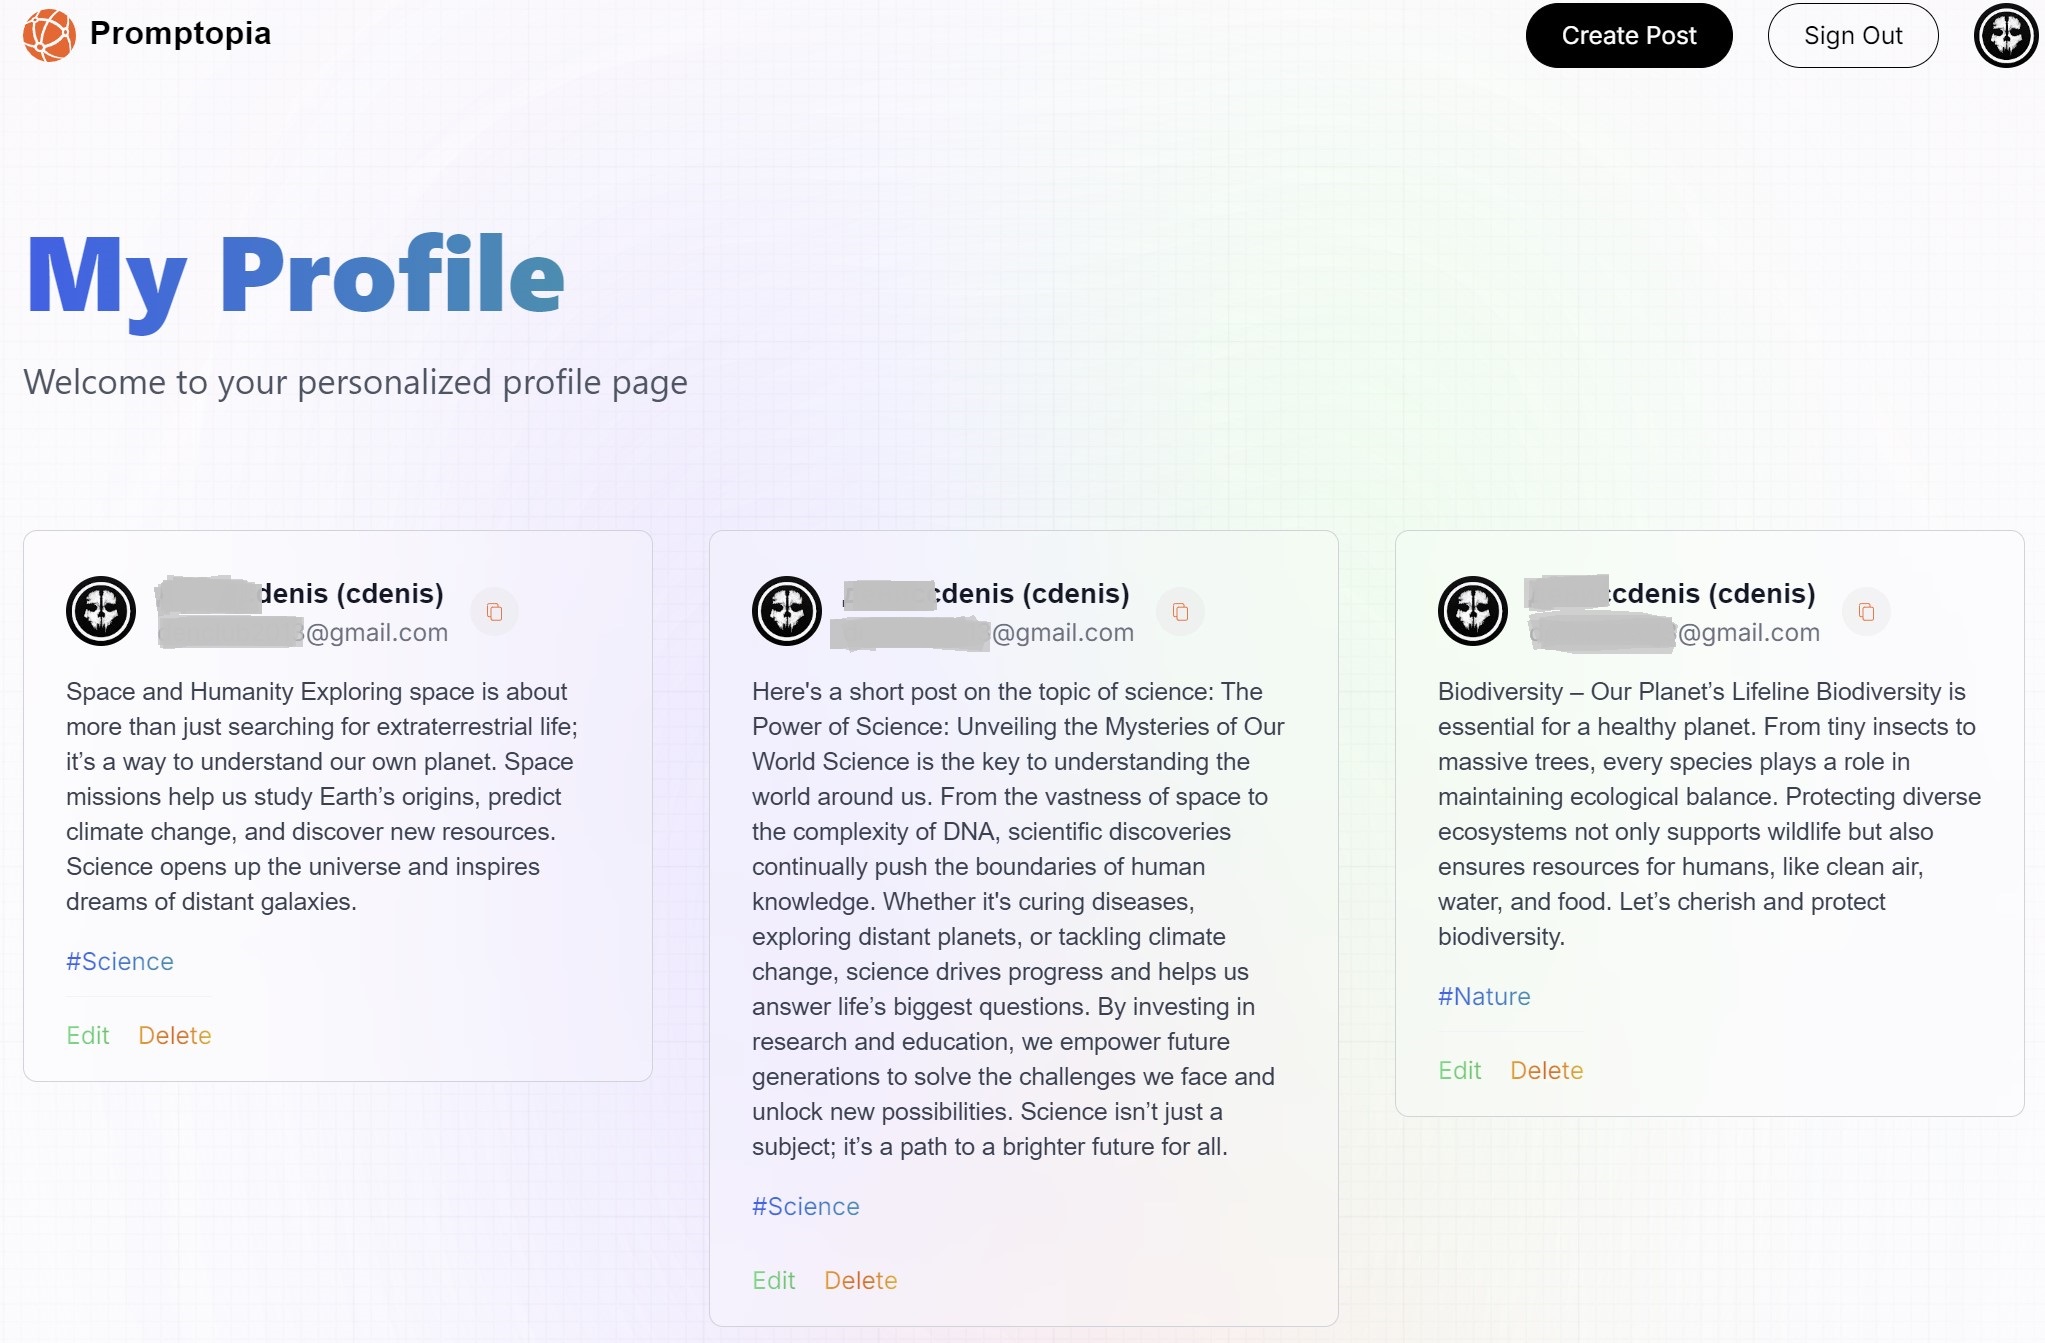 Promptopia
Create Post
Sign Out
My Profile
Welcome to your personalized profile page
denis (cdenis)
@gmail.com
Space and Humanity Exploring space is about
more than just searching for extraterrestrial life;
it’s a way to understand our own planet. Space
missions help us study Earth’s origins, predict
climate change, and discover new resources.
Science opens up the universe and inspires
dreams of distant galaxies.
#Science
Edit Delete
cdenis (cdenis)
@gmail.com
Here's a short post on the topic of science: The
Power of Science: Unveiling the Mysteries of Our
World Science is the key to understanding the
world around us. From the vastness of space to
the complexity of DNA, scientific discoveries
continually push the boundaries of human
knowledge. Whether it's curing diseases,
exploring distant planets, or tackling climate
change, science drives progress and helps us
answer life’s biggest questions. By investing in
research and education, we empower future
generations to solve the challenges we face and
unlock new possibilities. Science isn’t just a
subject; it’s a path to a brighter future for all.
#Science
Edit Delete
ccdenis (cdenis)
@gmail.com
Biodiversity – Our Planet’s Lifeline Biodiversity is
essential for a healthy planet. From tiny insects to
massive trees, every species plays a role in
maintaining ecological balance. Protecting diverse
ecosystems not only supports wildlife but also
ensures resources for humans, like clean air,
water, and food. Let’s cherish and protect
biodiversity.
#Nature
Edit Delete